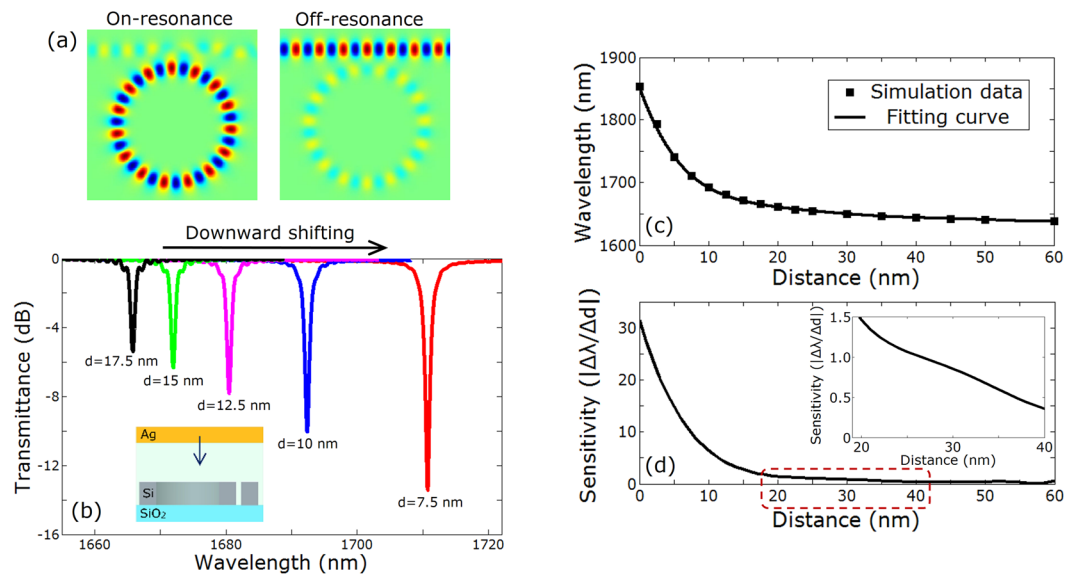 On-resonance
Off-resonance
(a)
Downward shifting
0
-4
-8
-12
-16
Transmittance (dB)
d=17.5 nm
d=15 nm
d=12.5 nm
d=10 nm
d=7.5 nm
Ag
Si
SiO₂
(b)
1660
1680
1700
1720
Wavelength (nm)
1900
1800
1700
1600
Wavelength (nm)
Simulation data
Fitting curve
(c)
0 10 20 30 40 50 60
Distance (nm)
30
20
10
0
Sensitivity (|Δλ/Δd|)
1.5
1.0
0.5
0
Sensitivity (|Δλ/Δd|)
20 30 40
Distance (nm)
(d)
0 10 20 30 40 50 60
Distance (nm)